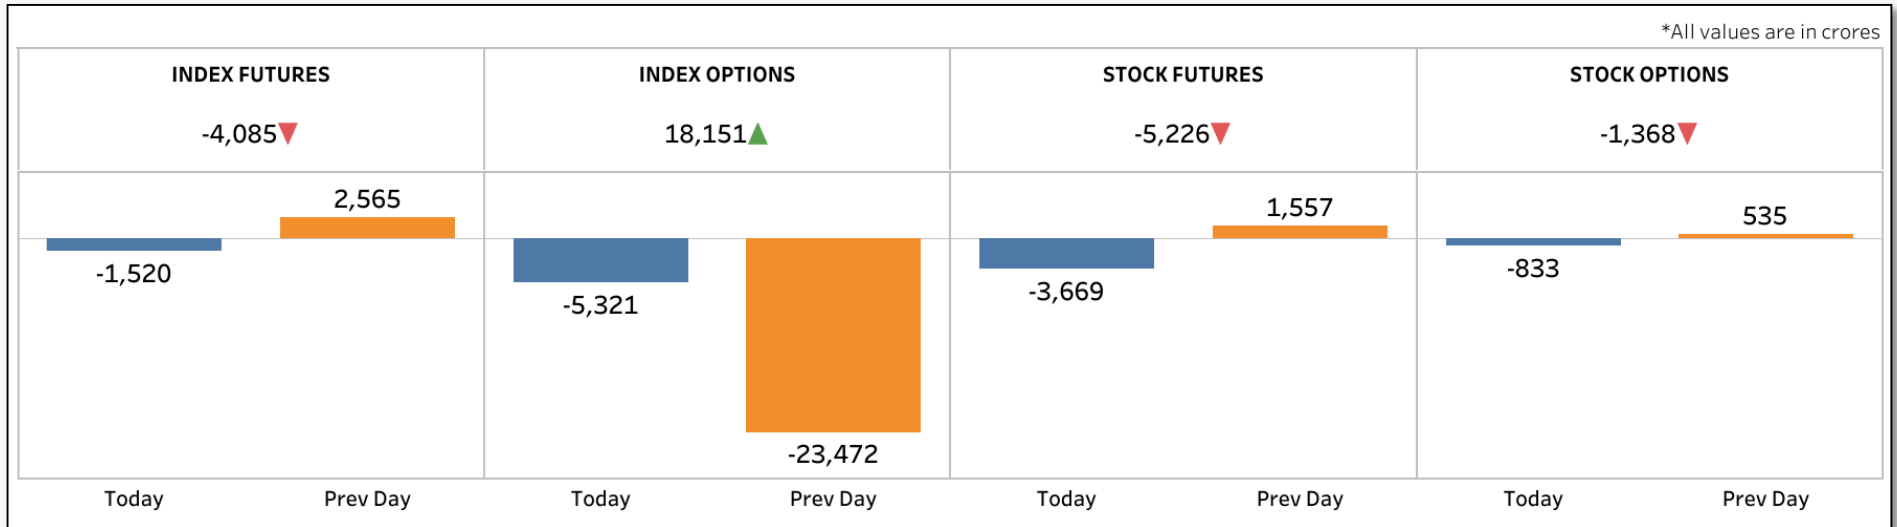 *All values are in crores
INDEX FUTURES
-4,085▼
2,565
-1,520
Today
Prev Day
INDEX OPTIONS
18,151▲
-5,321
-23,472
Today
Prev Day
STOCK FUTURES
-5,226▼
1,557
-3,669
Today
Prev Day
STOCK OPTIONS
-1,368▼
535
-833
Today
Prev Day